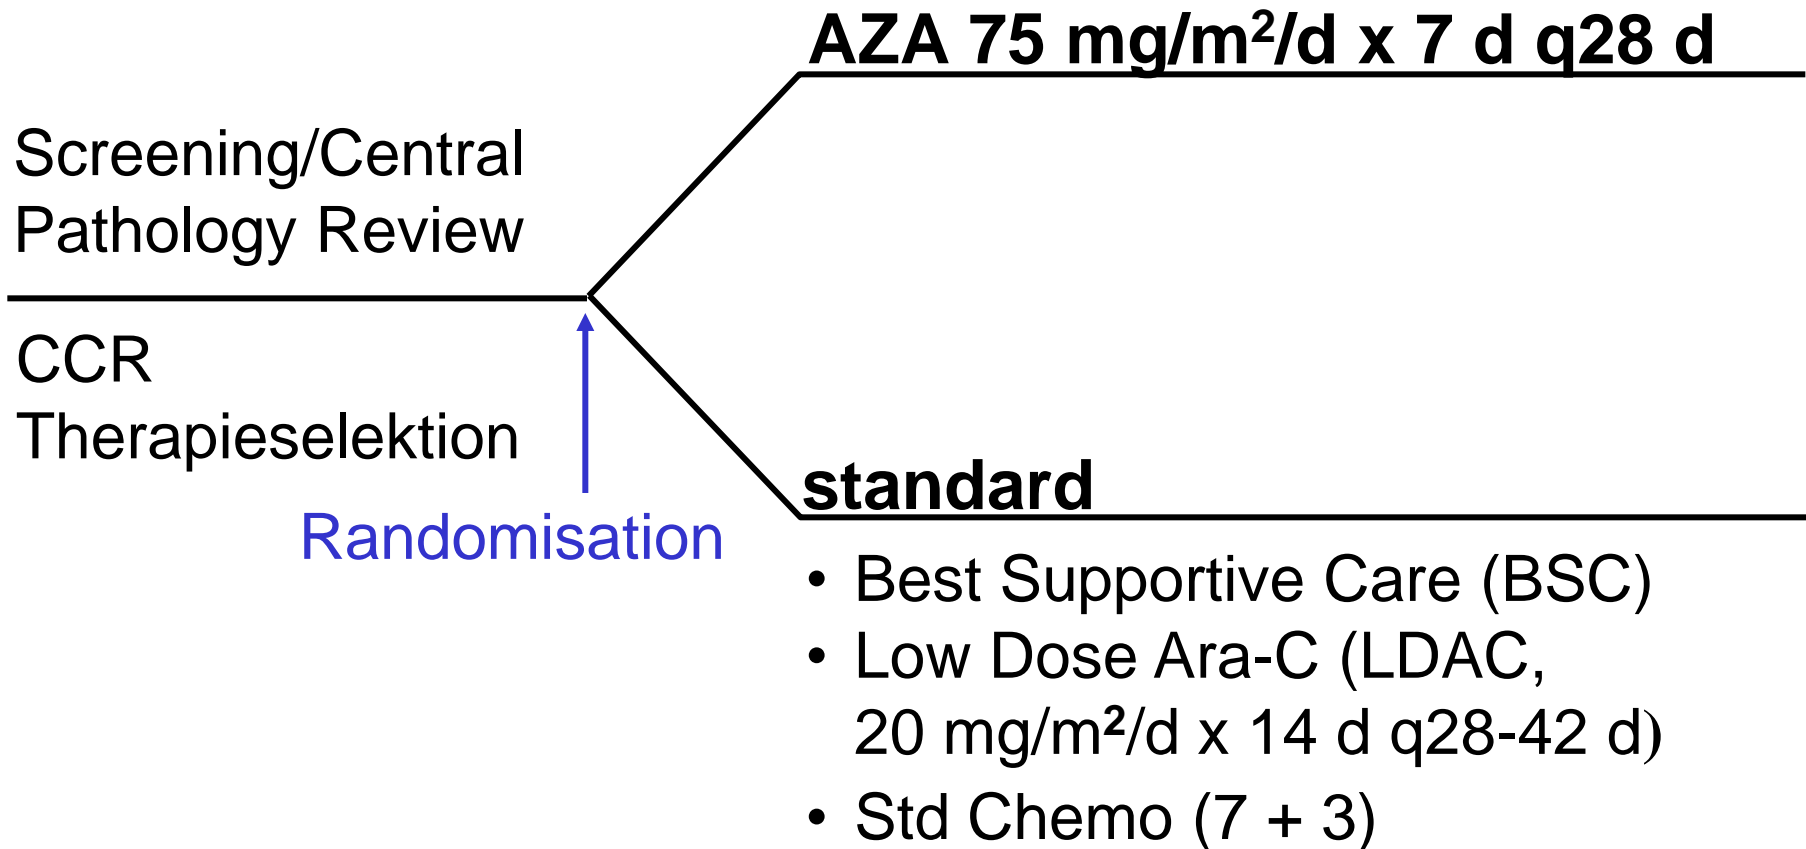 AZA 75 mg/m²/d x 7 d q28 d
Screening/Central
Pathology Review
CCR
Therapieselektion
Randomisation
standard
• Best Supportive Care (BSC)
• Low Dose Ara-C (LDAC,
20 mg/m²/d x 14 d q28-42 d)
• Std Chemo (7 + 3)